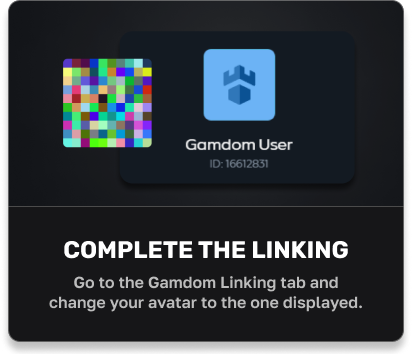 Gamdom User
ID: 16612831
COMPLETE THE LINKING
Go to the Gamdom Linking tab and
change your avatar to the one displayed.